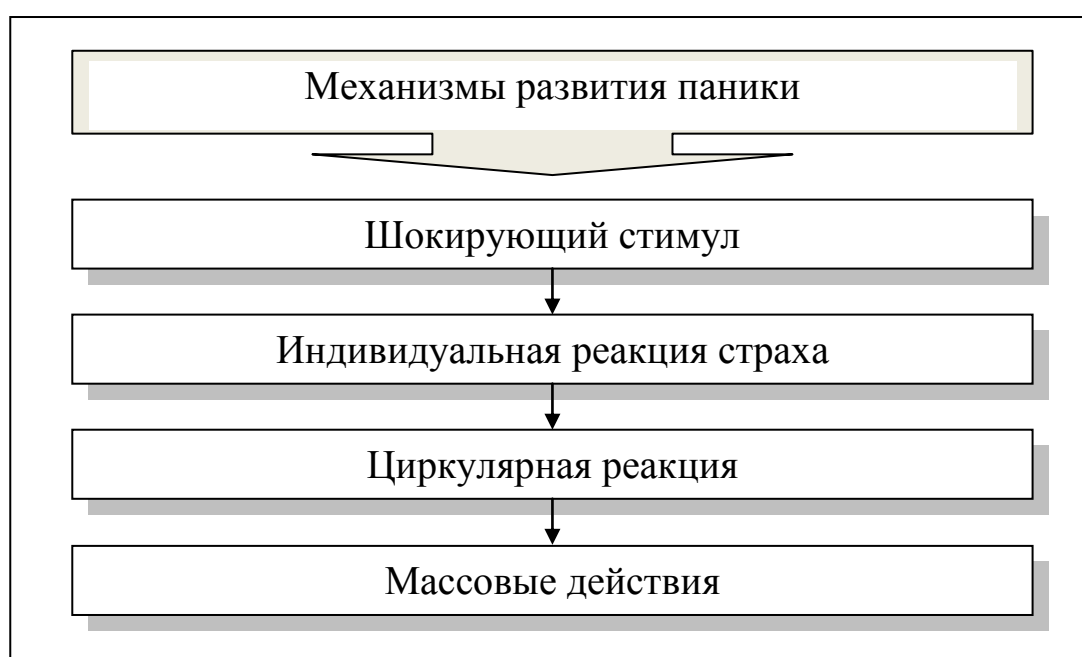 Механизмы развития паники
Шокирующий стимул
Индивидуальная реакция страха
Циркулярная реакция
Массовые действия